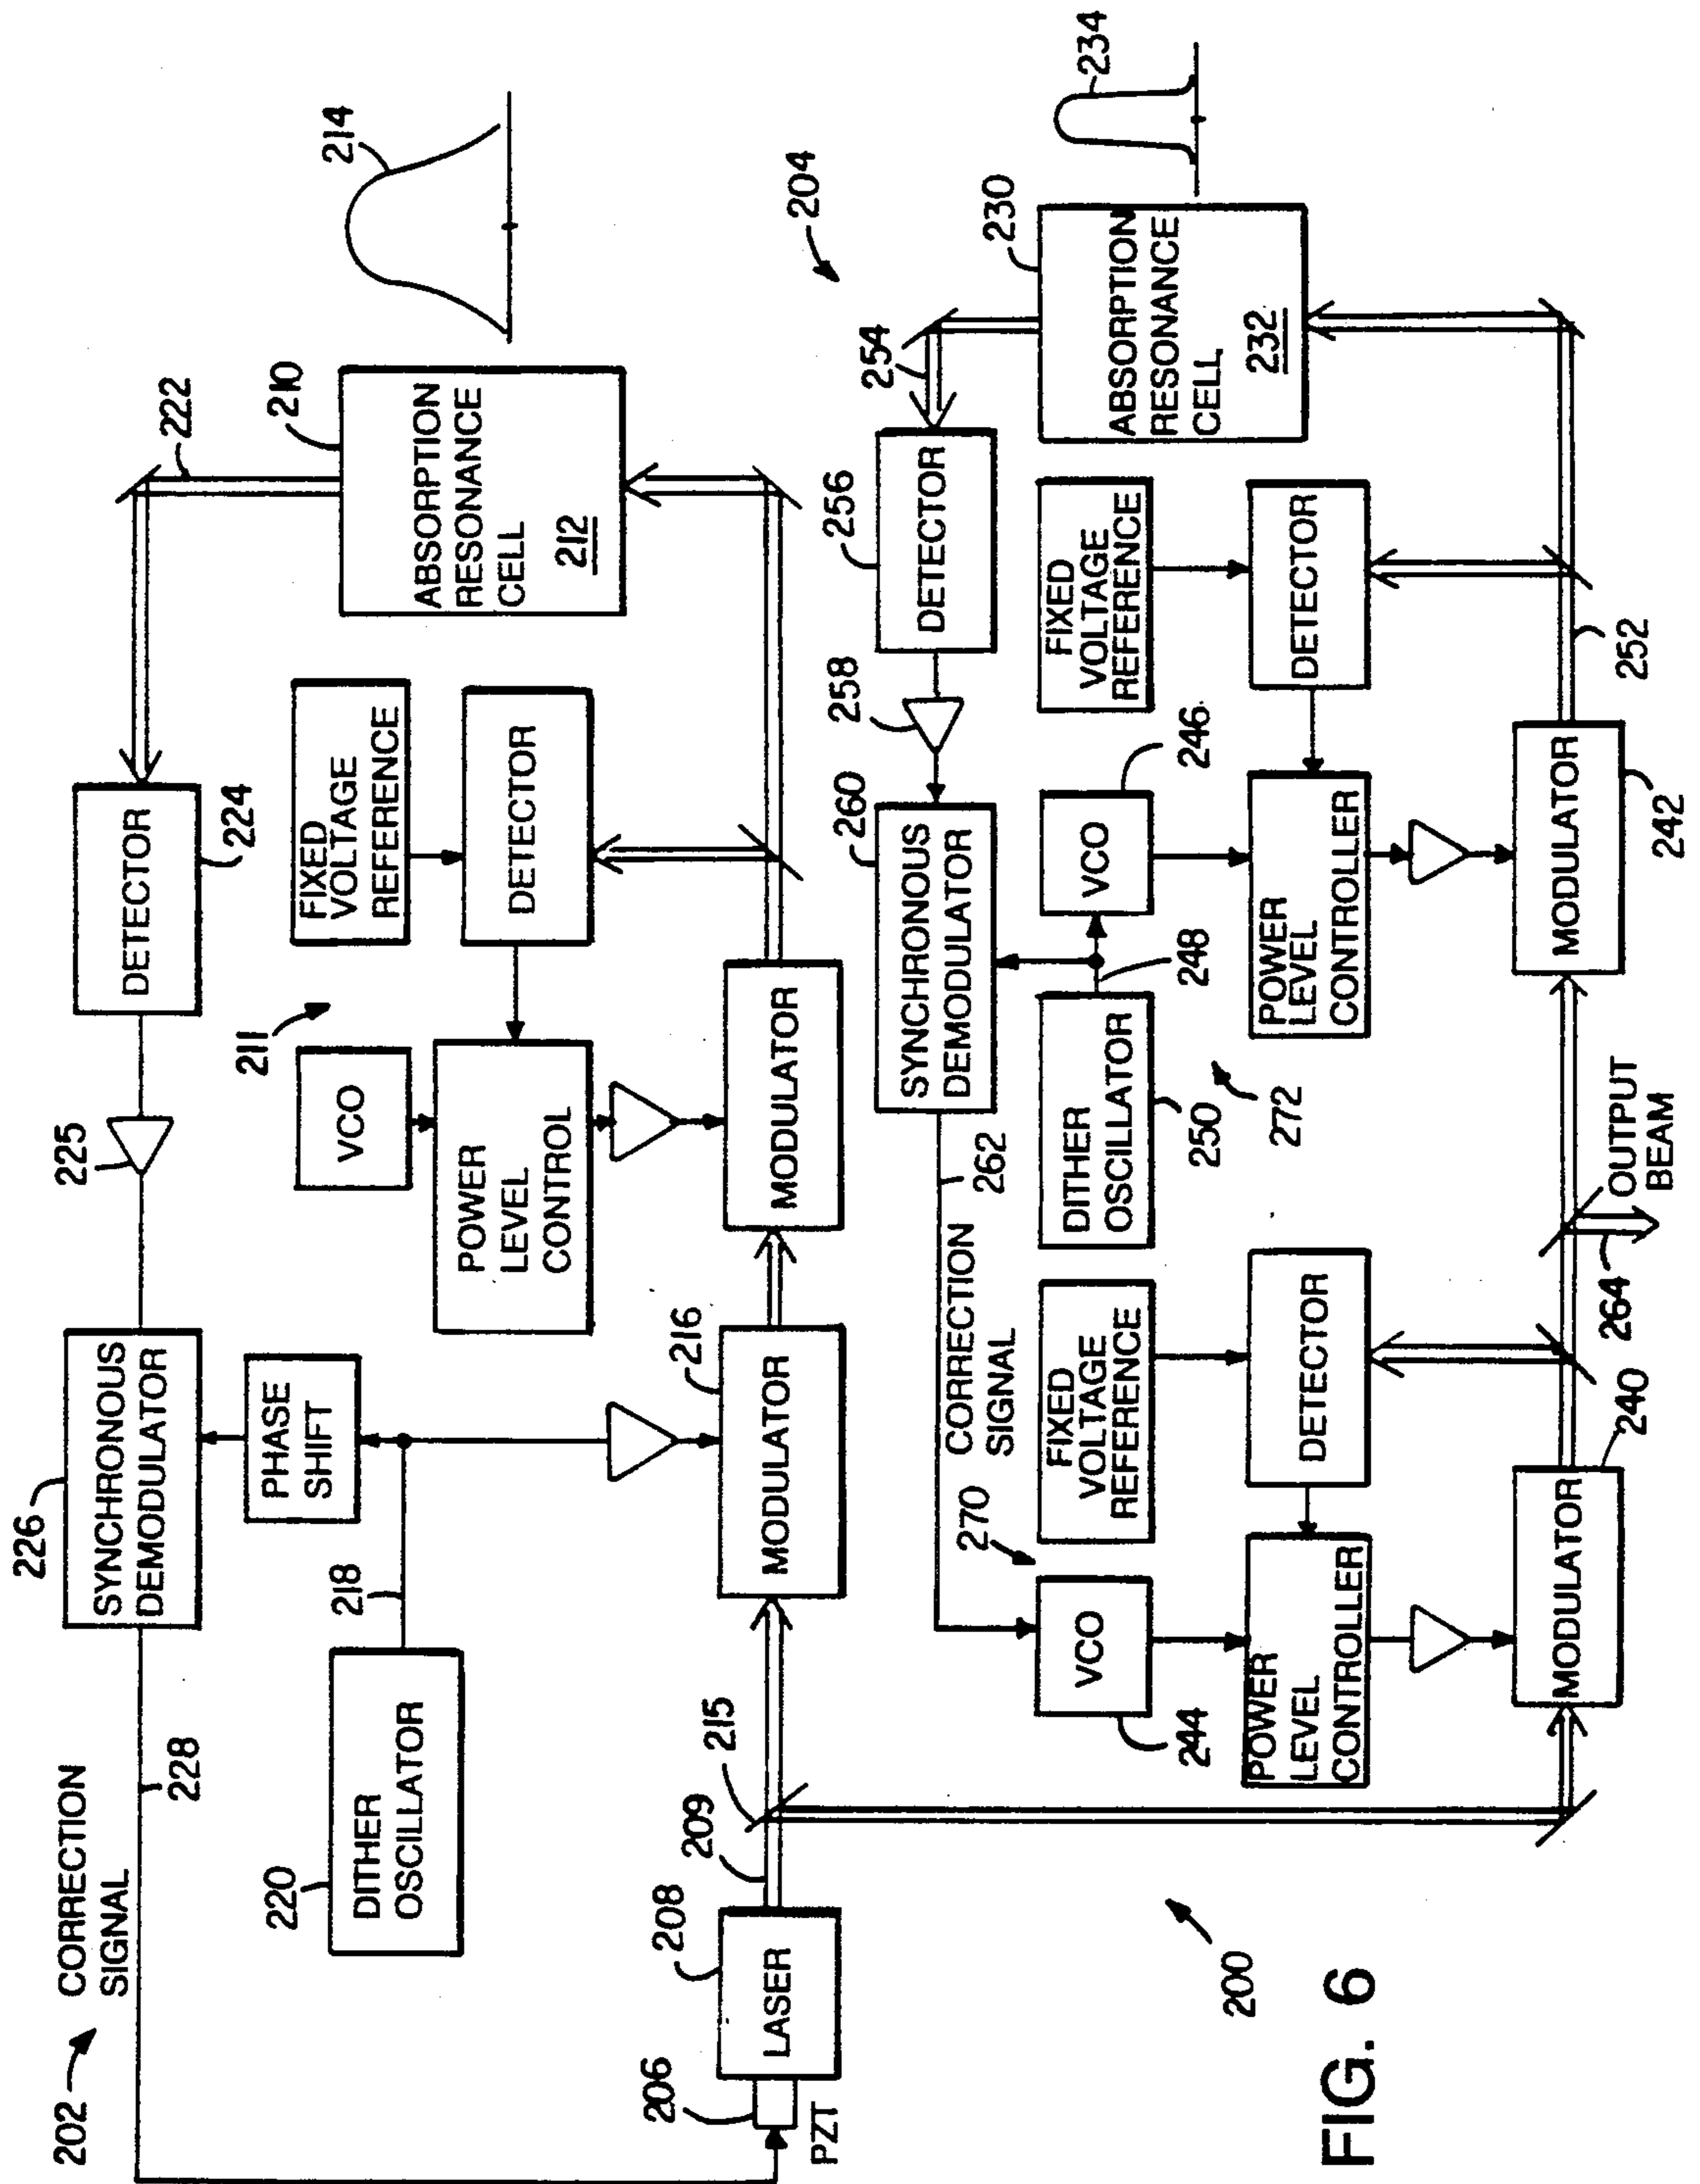 202
CORRECTION
SIGNAL
228
226
SYNCHRONOUS
DEMODULATOR
225
DETECTOR
224
222
220
DITHER
OSCILLATOR
218
PHASE
SHIFT
VCO
211
FIXED
VOLTAGE
REFERENCE
210
ABSORPTION
RESONANCE
CELL
212
214
POWER
LEVEL
CONTROL
DETECTOR
206
PZT
208
LASER
209
215
216
MODULATOR
MODULATOR
204
262
CORRECTION
SIGNAL
260
SYNCHRONOUS
DEMODULATOR
258
256
DETECTOR
254
230
ABSORPTION
RESONANCE
CELL
232
234
270
VCO
244
FIXED
VOLTAGE
REFERENCE
DITHER
OSCILLATOR
250
248
VCO
246
FIXED
VOLTAGE
REFERENCE
272
POWER
LEVEL
CONTROLLER
DETECTOR
POWER
LEVEL
CONTROLLER
DETECTOR
MODULATOR
240
264
OUTPUT
BEAM
MODULATOR
242
252
200
FIG. 6